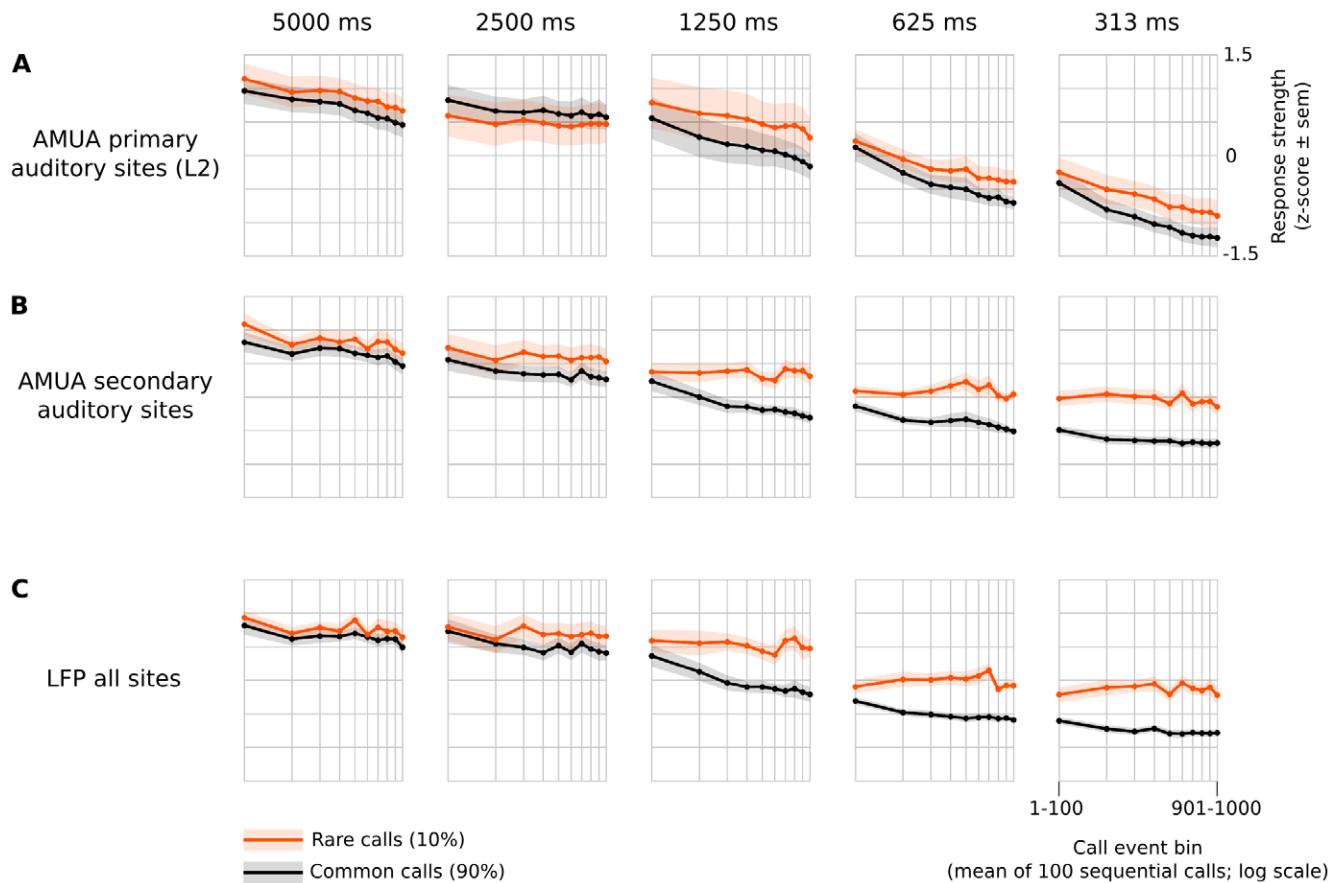 5000 ms 2500 ms 1250 ms 625 ms 313 ms
A
AMUA primary
auditory sites (L2)
1.5
0
-1.5
Response strength
(z-score ± sem)
B
AMUA secondary
auditory sites
C
LFP all sites
1-100 901-1000
Call event bin
(mean of 100 sequential calls; log scale)
Rare calls (10%)
Common calls (90%)